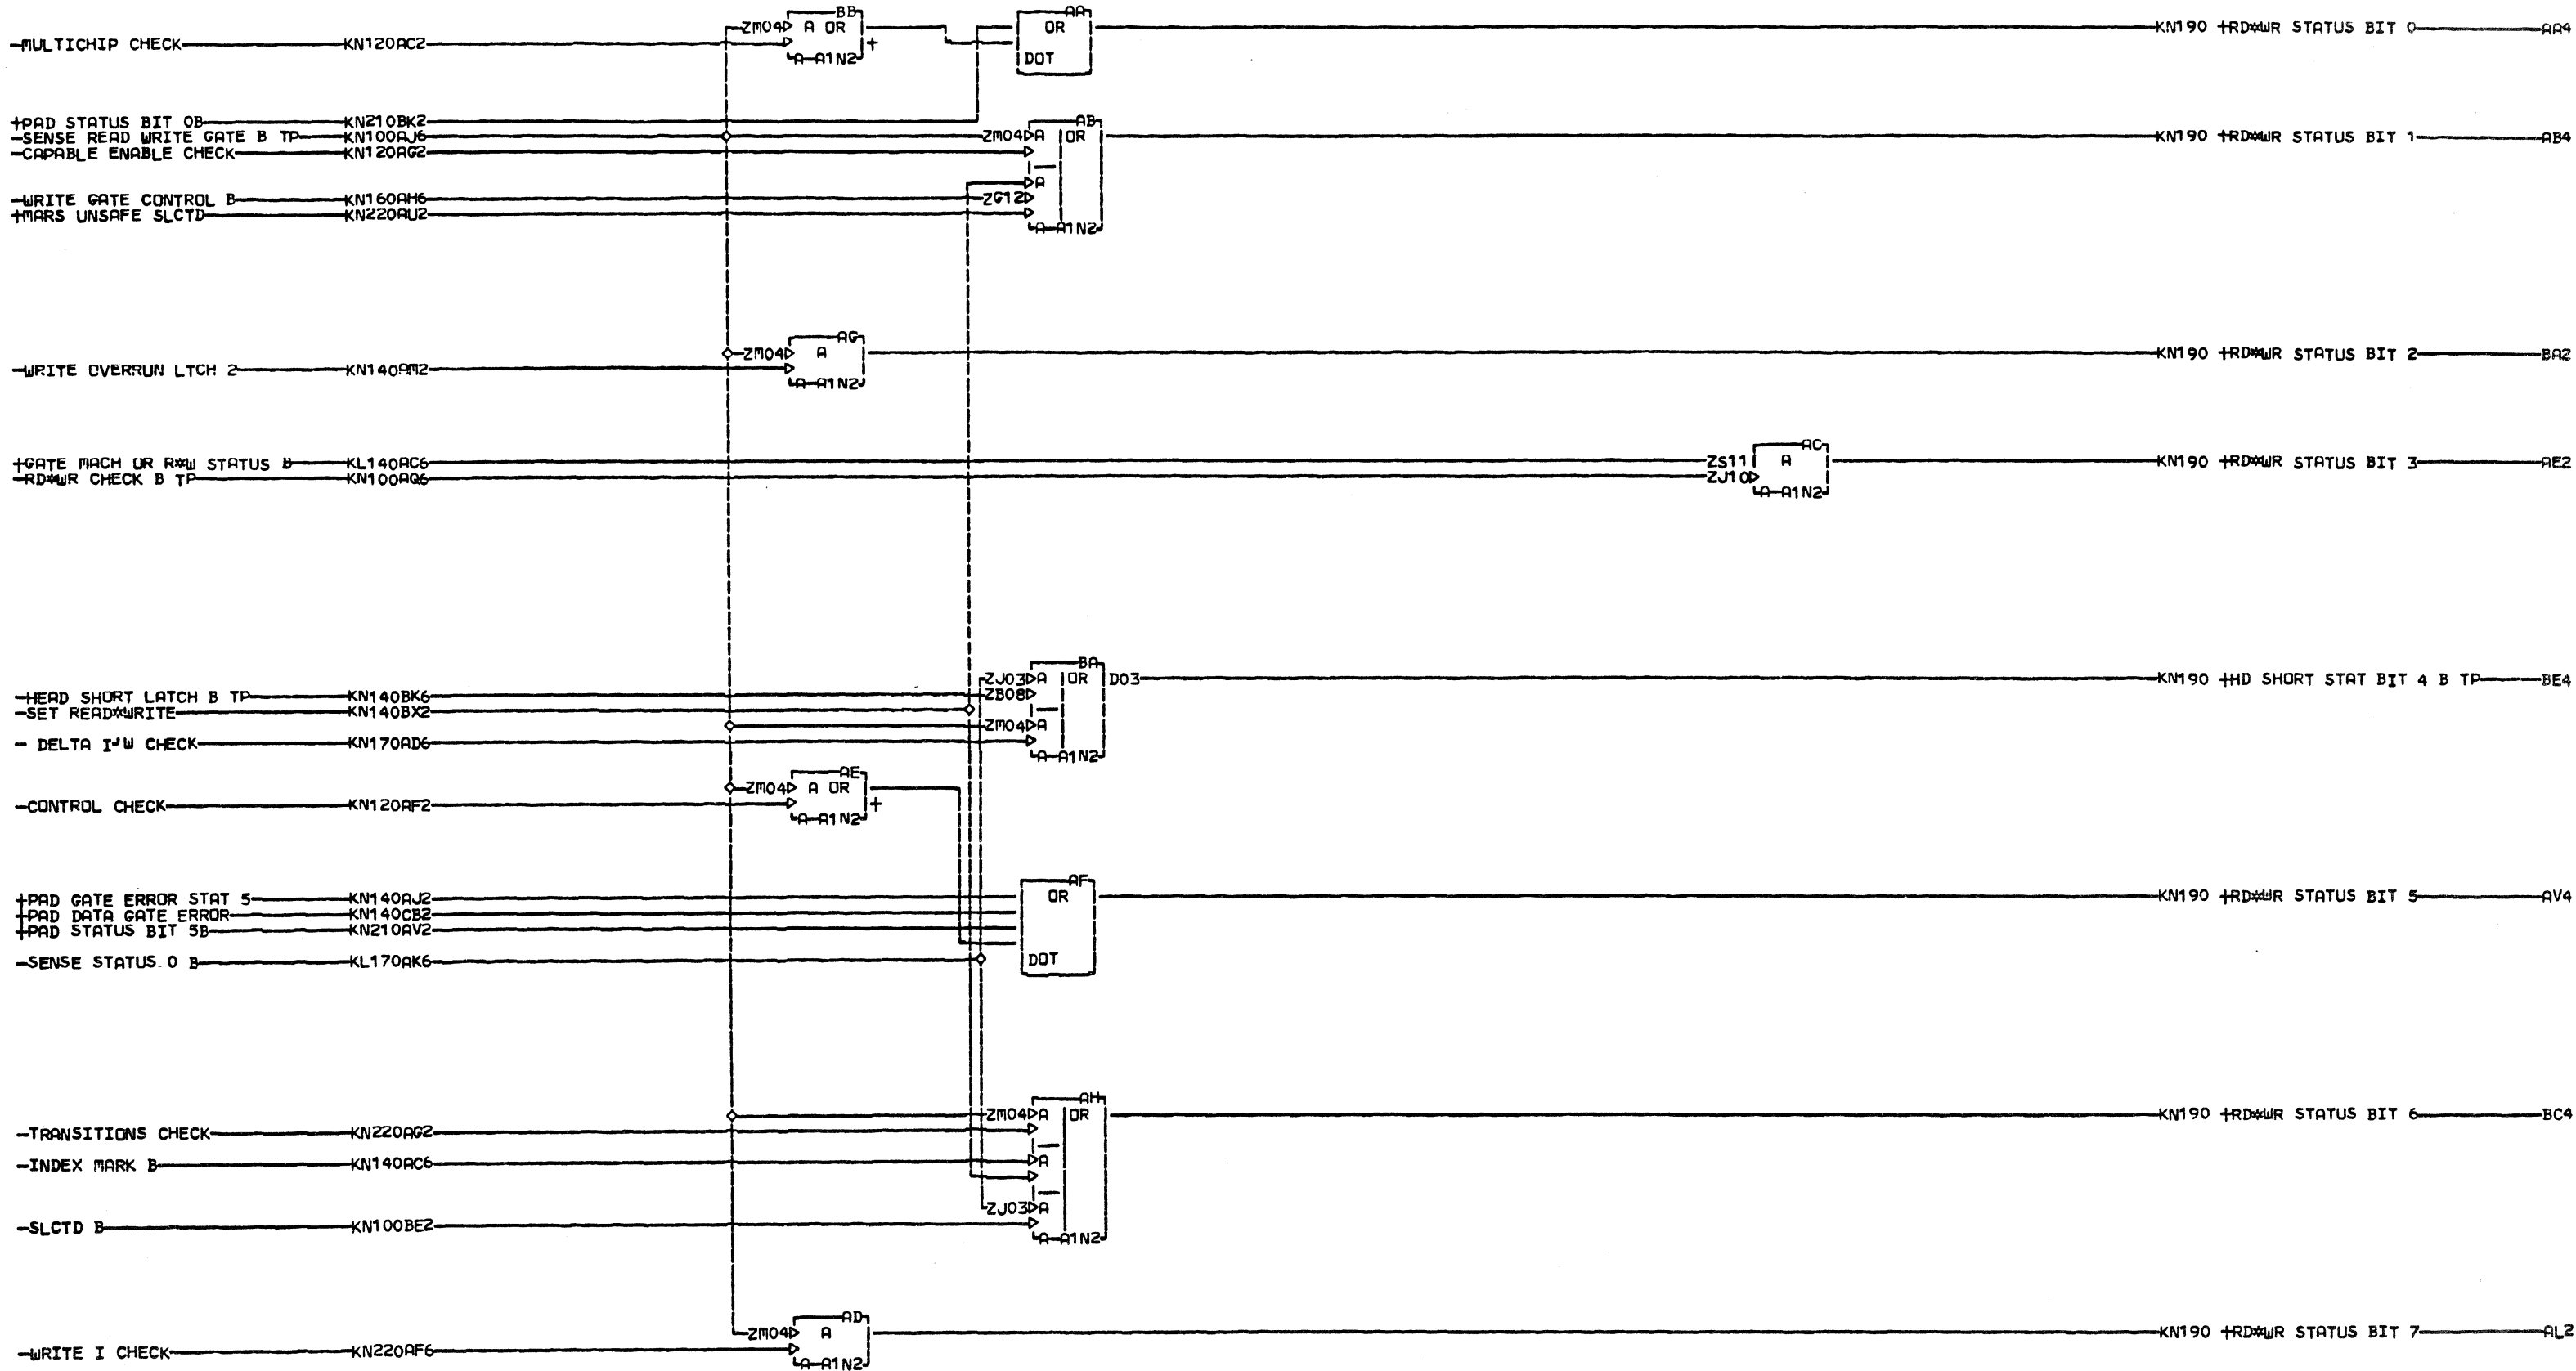 BB
AA
ZM04 A OR
OR
KN190 +RD*WR STATUS BIT 0 AA4
-MULTICHIP CHECK KN120AC2
+
A-A1N2
DOT
+PAD STATUS BIT 0B KN210BK2
AB
-SENSE READ WRITE GATE B TP KN100AJ6
ZM04 A OR
KN190 +RD*WR STATUS BIT 1 AB4
-CAPABLE ENABLE CHECK KN120AG2
A
-WRITE GATE CONTROL B KN160AH6
ZG12
+MARS UNSAFE SLCTD KN220AU2
A-A1N2
AG
ZM04 A
KN190 +RD*WR STATUS BIT 2 BA2
-WRITE OVERRUN LTCH 2 KN140AM2
A-A1N2
AC
+GATE MACH OR R*W STATUS B KL140AC6
ZS11 A
KN190 +RD*WR STATUS BIT 3 AE2
-RD*WR CHECK B TP KN100AQ6
ZJ10
A-A1N2
BA
ZJ03 A OR D03
KN190 +HD SHORT STAT BIT 4 B TP BE4
-HEAD SHORT LATCH B TP KN140BK6
ZB08
-SET READ*WRITE KN140BX2
ZM04 A
- DELTA I'W CHECK KN170AD6
A-A1N2
AE
ZM04 A OR
-CONTROL CHECK KN120AF2
+
A-A1N2
AF
+PAD GATE ERROR STAT 5 KN140AJ2
OR
KN190 +RD*WR STATUS BIT 5 AV4
+PAD DATA GATE ERROR KN140CB2
+PAD STATUS BIT 5B KN210AV2
-SENSE STATUS 0 B KL170AK6
DOT
AH
ZM04 A OR
KN190 +RD*WR STATUS BIT 6 BC4
-TRANSITIONS CHECK KN220AG2
-INDEX MARK B KN140AC6
A
ZJ03 A
-SLCTD B KN100BE2
A-A1N2
AD
ZM04 A
KN190 +RD*WR STATUS BIT 7 AL2
-WRITE I CHECK KN220AF6
A-A1N2